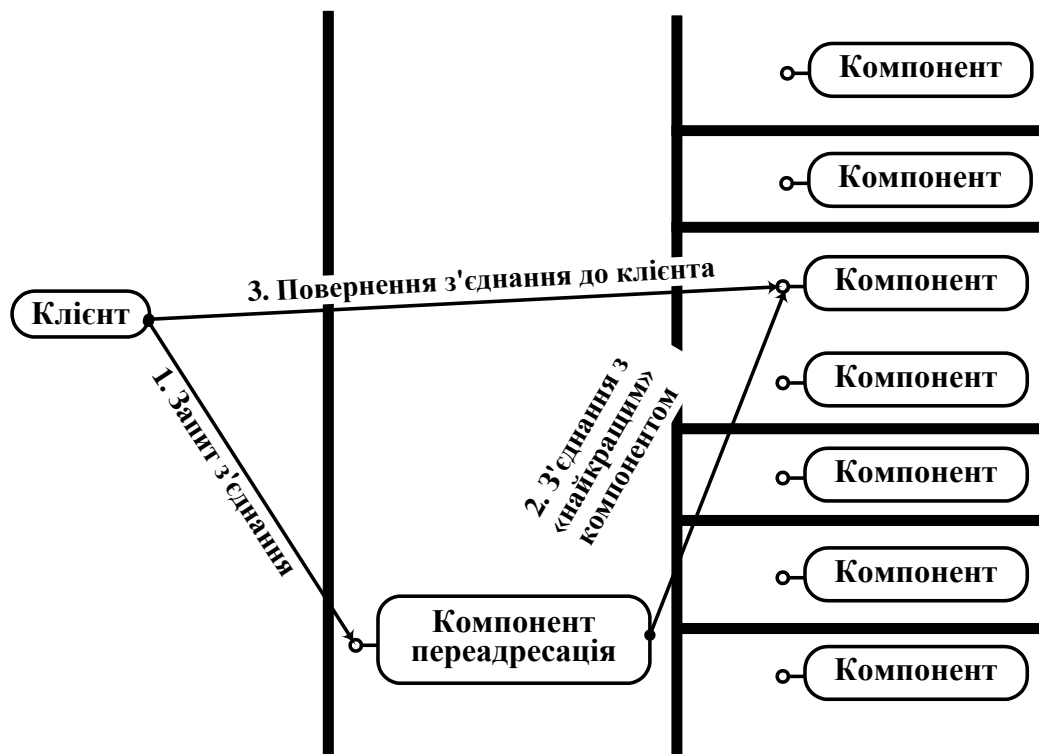 Компонент
Компонент
3. Повернення з'єднання до клієнта
Компонент
Клієнт
1. Запит з'єднання
2. З'єднання з
«найкращим»
компонентом
Компонент
Компонент
Компонент
Компонент
переадресація
Компонент